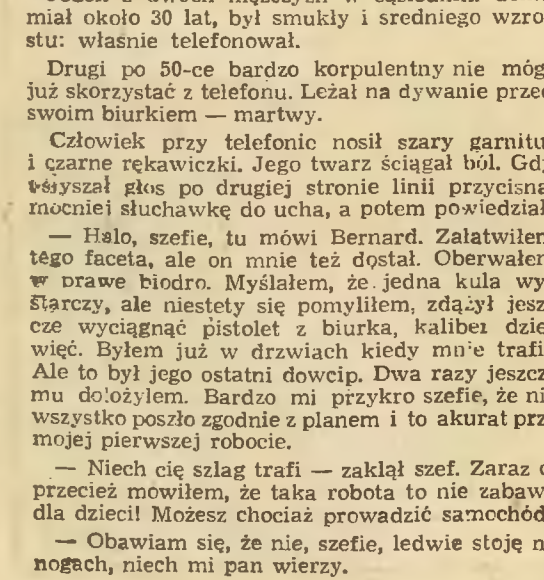 miał około 30 lat, był smukły i sredniego wzro
stu: własnie telefonował.
Drugi po 50-ce bardzo korpulentny nie móg
już skorzystać z telefonu. Leżał na dywanie przed
swoim biurkiem — martwy.
Człowiek przy telefonie nosił szary garnitu
i czarne rękawiczki. Jego twarz ściągał ból. Gdy
usłyszał głos po drugiej stronie linii przycisną
mocniej słuchawkę do ucha, a potem powiedział
— Halo, szefie, tu mówi Bernard. Załatwiłem
tego faceta, ale on mnie też dostał. Oberwałem
w prawe biodro. Myślałem, że jedna kula wy
starczy, ale niestety się pomyliłem, zdążył jesz
cze wyciągnąć pistolet z biurka, kaliber dzie
więć. Byłem już w drzwiach kiedy mnie trafi
Ale to był jego ostatni dowcip. Dwa razy jeszcz
mu dołożyłem. Bardzo mi przykro szefie, że ni
wszystko poszło zgodnie z planem i to akurat prz
mojej pierwszej robocie.
— Niech cię szlag trafi — zaklął szef. Zaraz c
przecież mówiłem, że taka robota to nie zabaw
dla dzieci! Możesz chociaż prowadzić samochód
— Obawiam się, że nie, szefie, ledwie stoję n
nogach, niech mi pan wierzy.